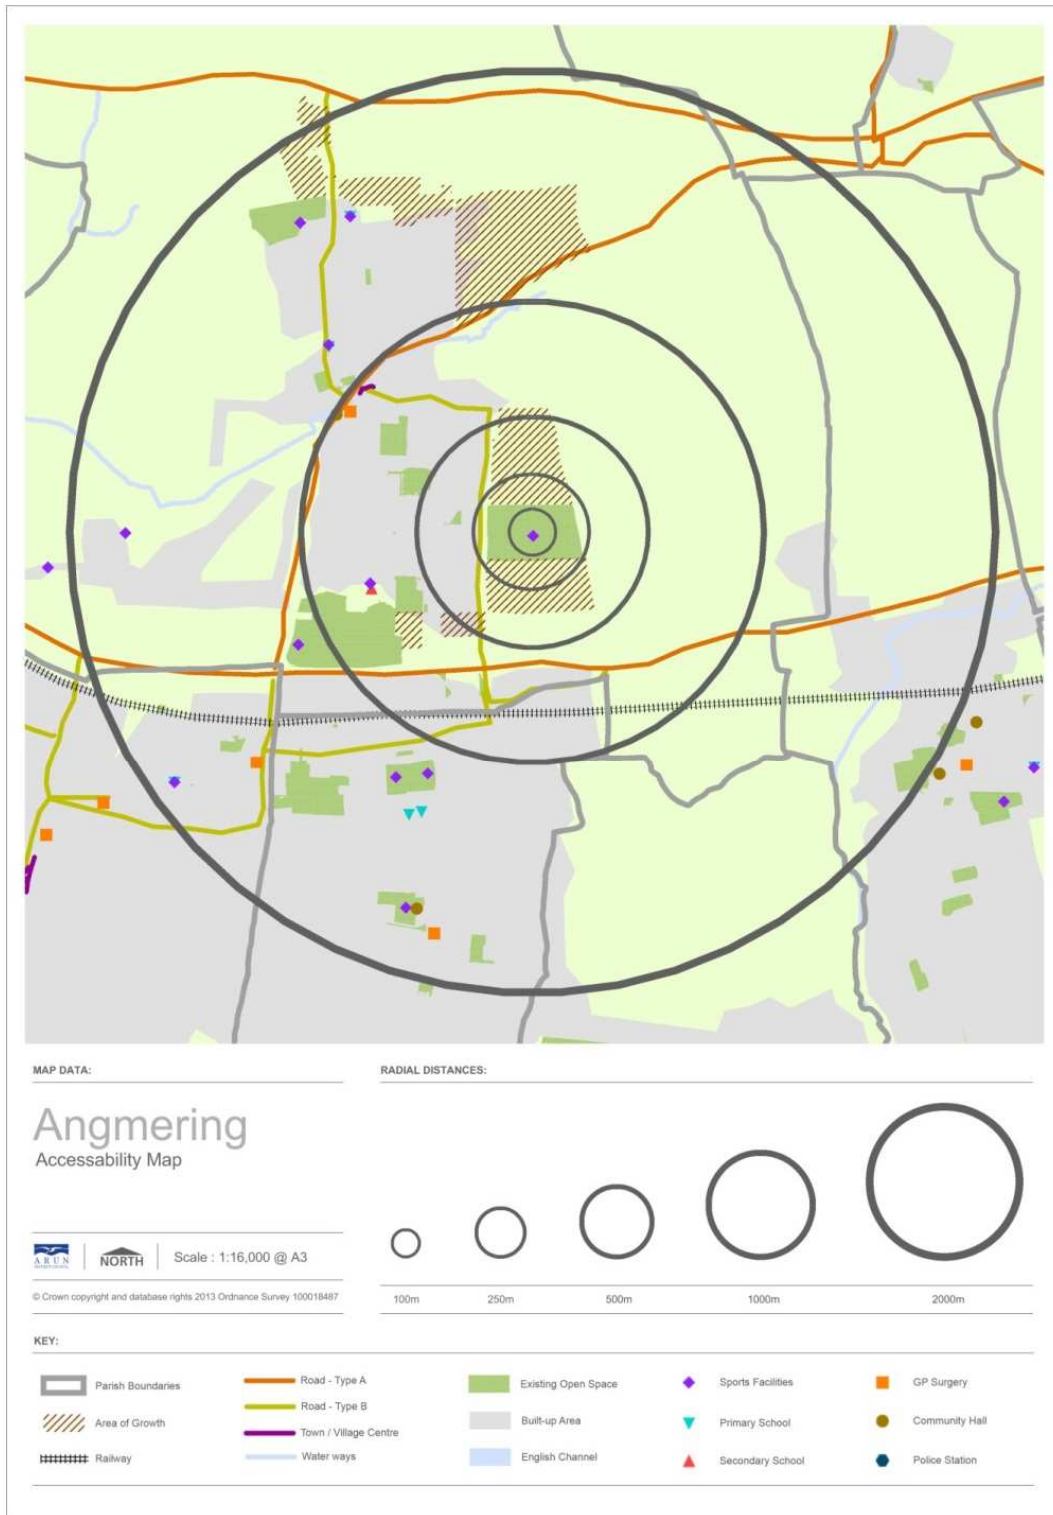 MAP DATA:
RADIAL DISTANCES:
Angmering
Accessability Map
ARUN
NORTH
Scale : 1:16,000 @ A3
© Crown copyright and database rights 2013 Ordnance Survey 100018487
100m
250m
500m
1000m
2000m
KEY:
Parish Boundaries
Area of Growth
Railway
Road - Type A
Road - Type B
Town / Village Centre
Water ways
Existing Open Space
Built-up Area
English Channel
Sports Facilities
Primary School
Secondary School
GP Surgery
Community Hall
Police Station